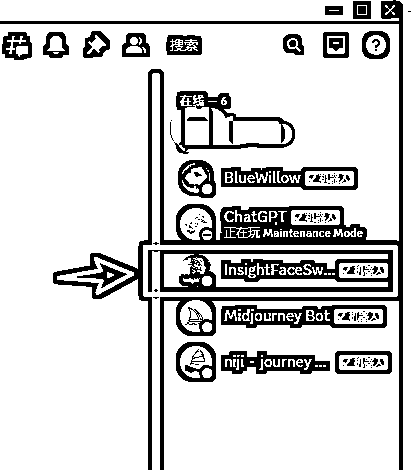 搜索
在线 — 6
BlueWillow ✓机器人
ChatGPT ✓机器人
正在玩 Maintenance Mode
InsightFaceSw... ✓机器人
Midjourney Bot ✓机器人
niji - journey ... ✓机器人